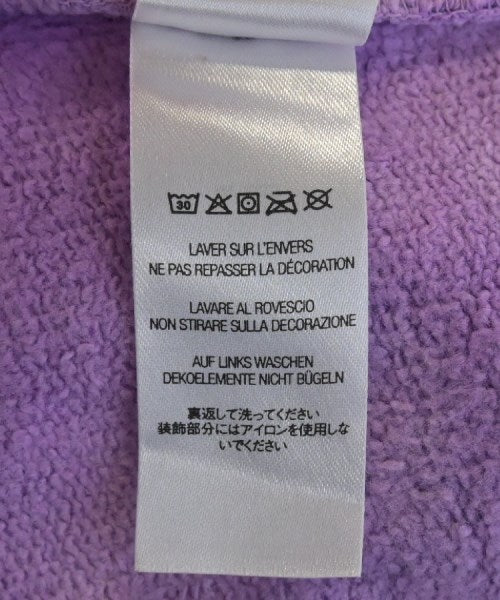 30
LAVER SUR L'ENVERS
NE PAS REPASSER LA DÉCORATION
LAVARE AL ROVESCIO
NON STIRARE SULLA DECORAZIONE
AUF LINKS WASCHEN
DEKOELEMENTE NICHT BÜGELN
裏返して洗ってください
装飾部分にはアイロンを使用しな
いでください